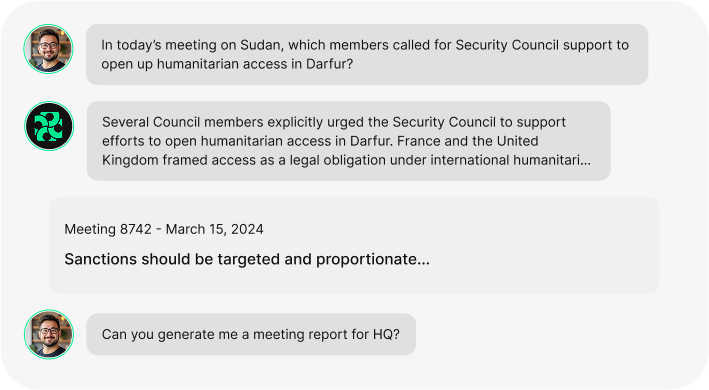 In today’s meeting on Sudan, which members called for Security Council support to
open up humanitarian access in Darfur?
Several Council members explicitly urged the Security Council to support
efforts to open humanitarian access in Darfur. France and the United
Kingdom framed access as a legal obligation under international humanitari...
Meeting 8742 - March 15, 2024
Sanctions should be targeted and proportionate...
Can you generate me a meeting report for HQ?